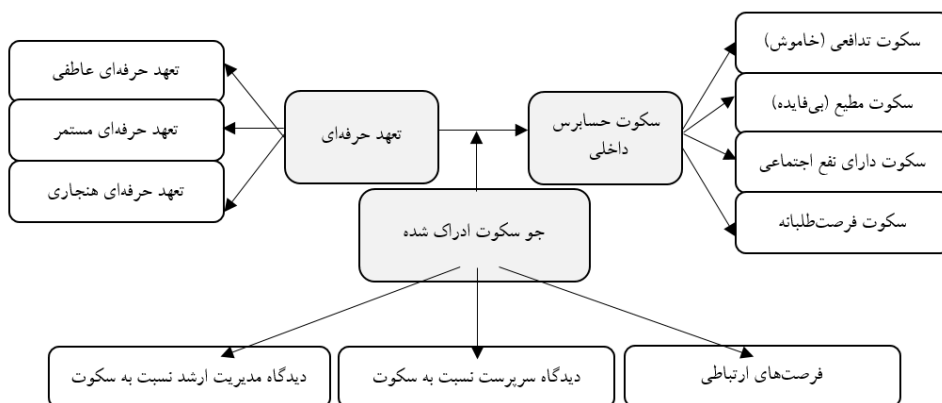 سکوت تدافعی (خاموش)
سکوت مطیع (بی‌فایده)
سکوت دارای نفع اجتماعی
سکوت فرصت‌طلبانه
سکوت حسابرس
داخلی
تعهد حرفه‌ای
تعهد حرفه‌ای عاطفی
تعهد حرفه‌ای مستمر
تعهد حرفه‌ای هنجاری
جو سکوت ادراک شده
فرصت‌های ارتباطی
دیدگاه سرپرست نسبت به سکوت
دیدگاه مدیریت ارشد نسبت به سکوت